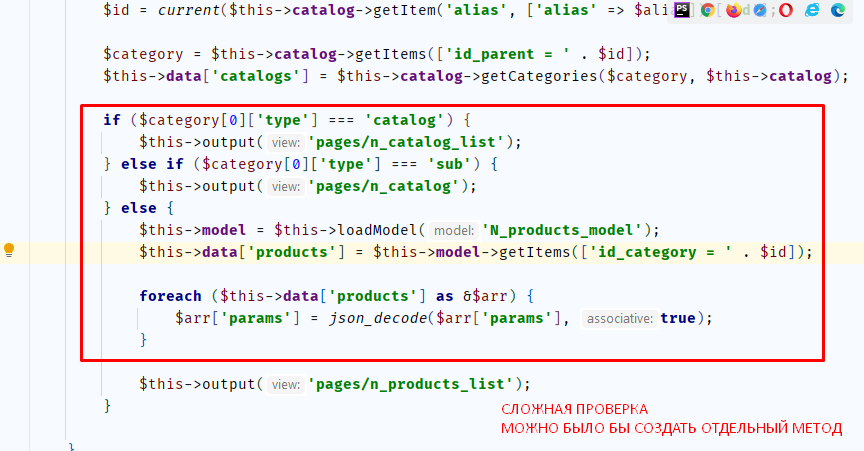 $id = current($this->catalog->getItem('alias', ['alias' => $alia
$category = $this->catalog->getItems(['id_parent = ' . $id]);
$this->data['catalogs'] = $this->catalog->getCategories($category, $this->catalog);
if ($category[0]['type'] === 'catalog') {
$this->output( view: 'pages/n_catalog_list');
} else if ($category[0]['type'] === 'sub') {
$this->output( view: 'pages/n_catalog');
} else {
$this->model = $this->loadModel( model: 'N_products_model');
$this->data['products'] = $this->model->getItems(['id_category = ' . $id]);
foreach ($this->data['products'] as &$arr) {
$arr['params'] = json_decode($arr['params'], associative: true);
}
$this->output( view: 'pages/n_products_list');
}
СЛОЖНАЯ ПРОВЕРКА
МОЖНО БЫЛО БЫ СОЗДАТЬ ОТДЕЛЬНЫЙ МЕТОД
}